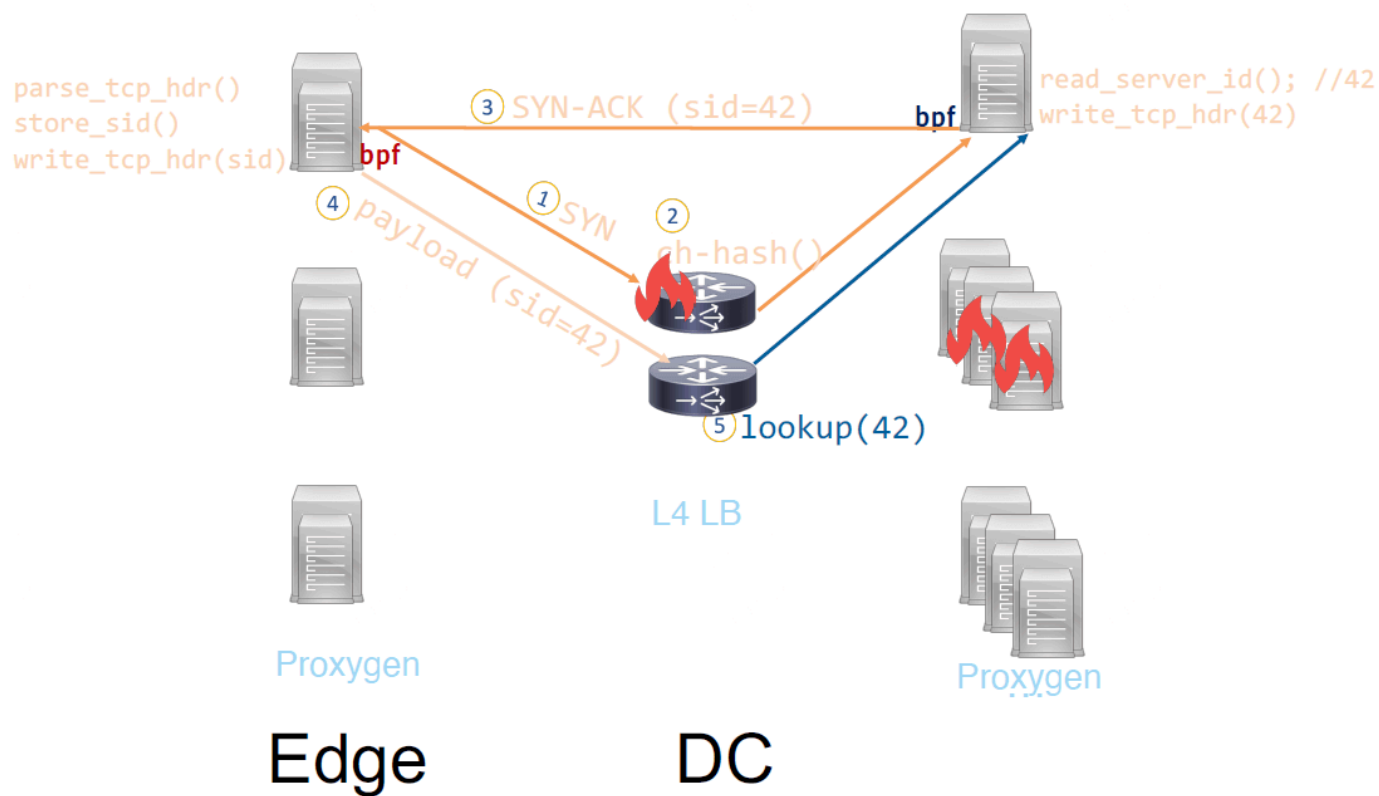 parse_tcp_hdr()
store_sid()
write_tcp_hdr(sid)
bpf
3 SYN-ACK (sid=42)
bpf
read_server_id(); //42
write_tcp_hdr(42)
1 SYN
2
ch-hash()
4 payload (sid=42)
5 lookup(42)
L4 LB
Proxygen
Proxygen
...
Edge
DC